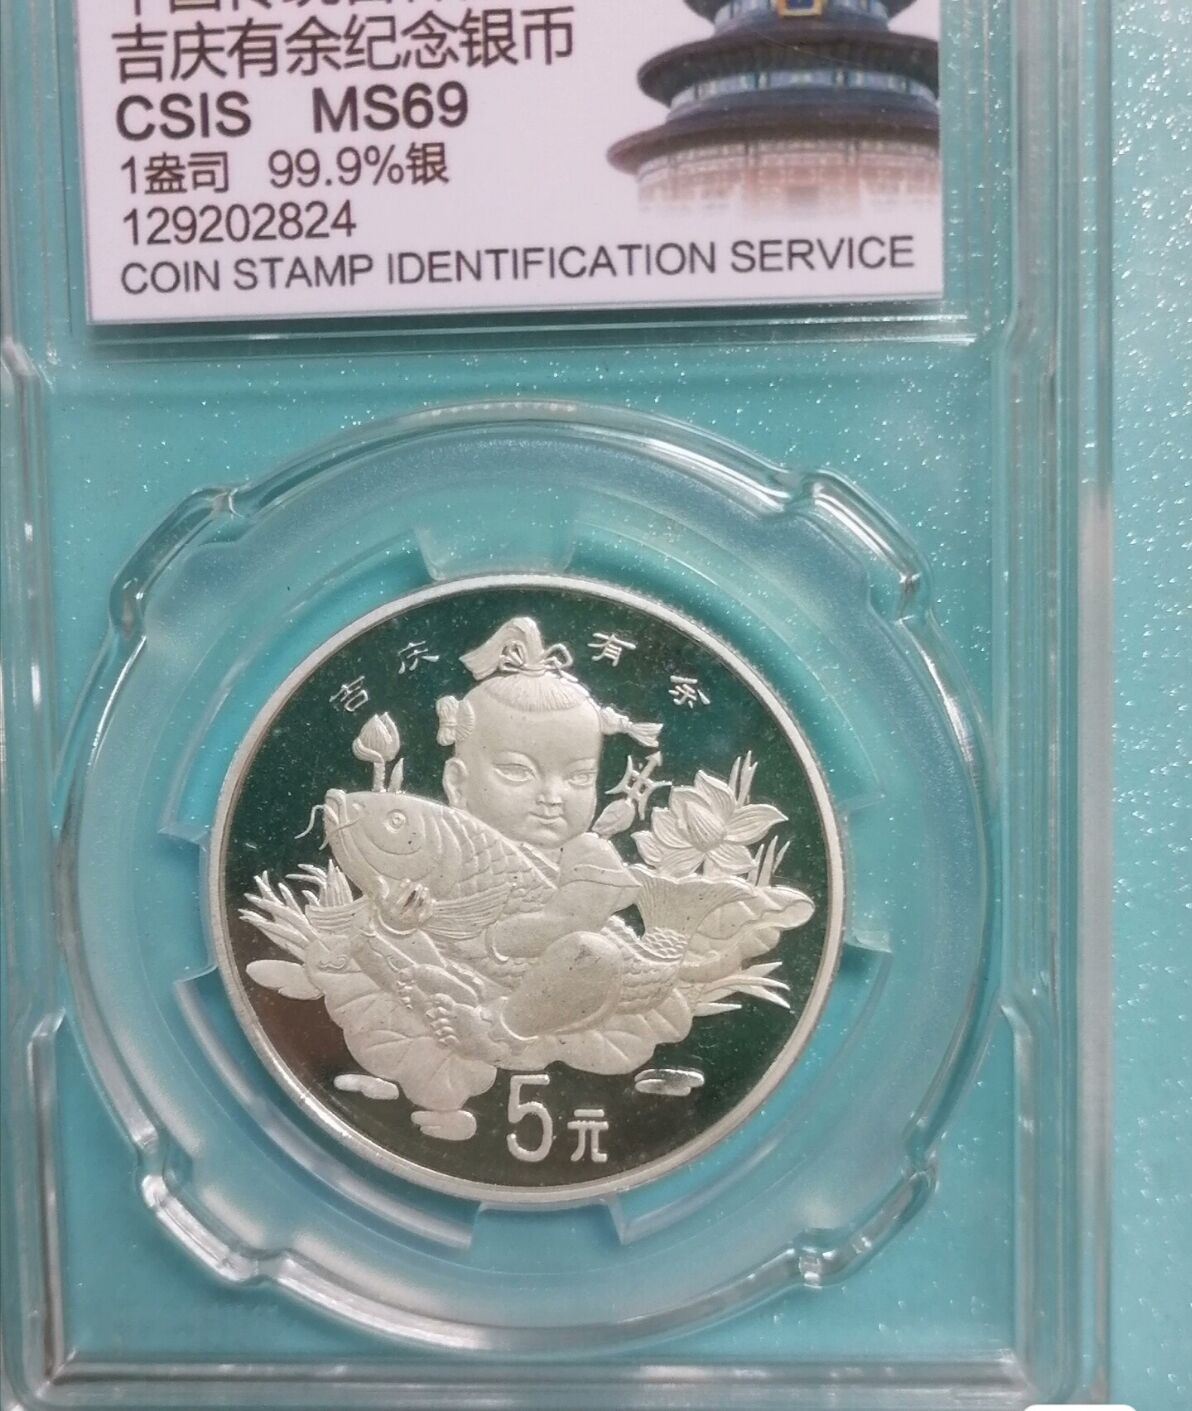 吉庆有余纪念银币
CSIS MS69
1盎司 99.9%银
129202824
COIN STAMP IDENTIFICATION SERVICE
吉庆有余
5元